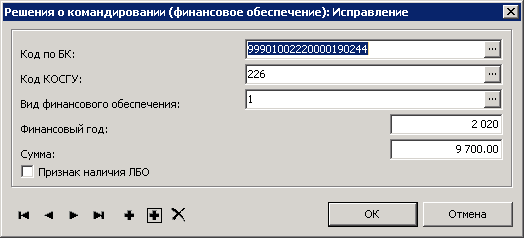 Решения о командировании (финансовое обеспечение): Исправление
Код по БК: 99901002220000190244 ...
Код КОСГУ: 226 ...
Вид финансового обеспечения: 1 ...
Финансовый год: 2 020
Сумма: 9 700.00
Признак наличия ЛБО
OK Отмена